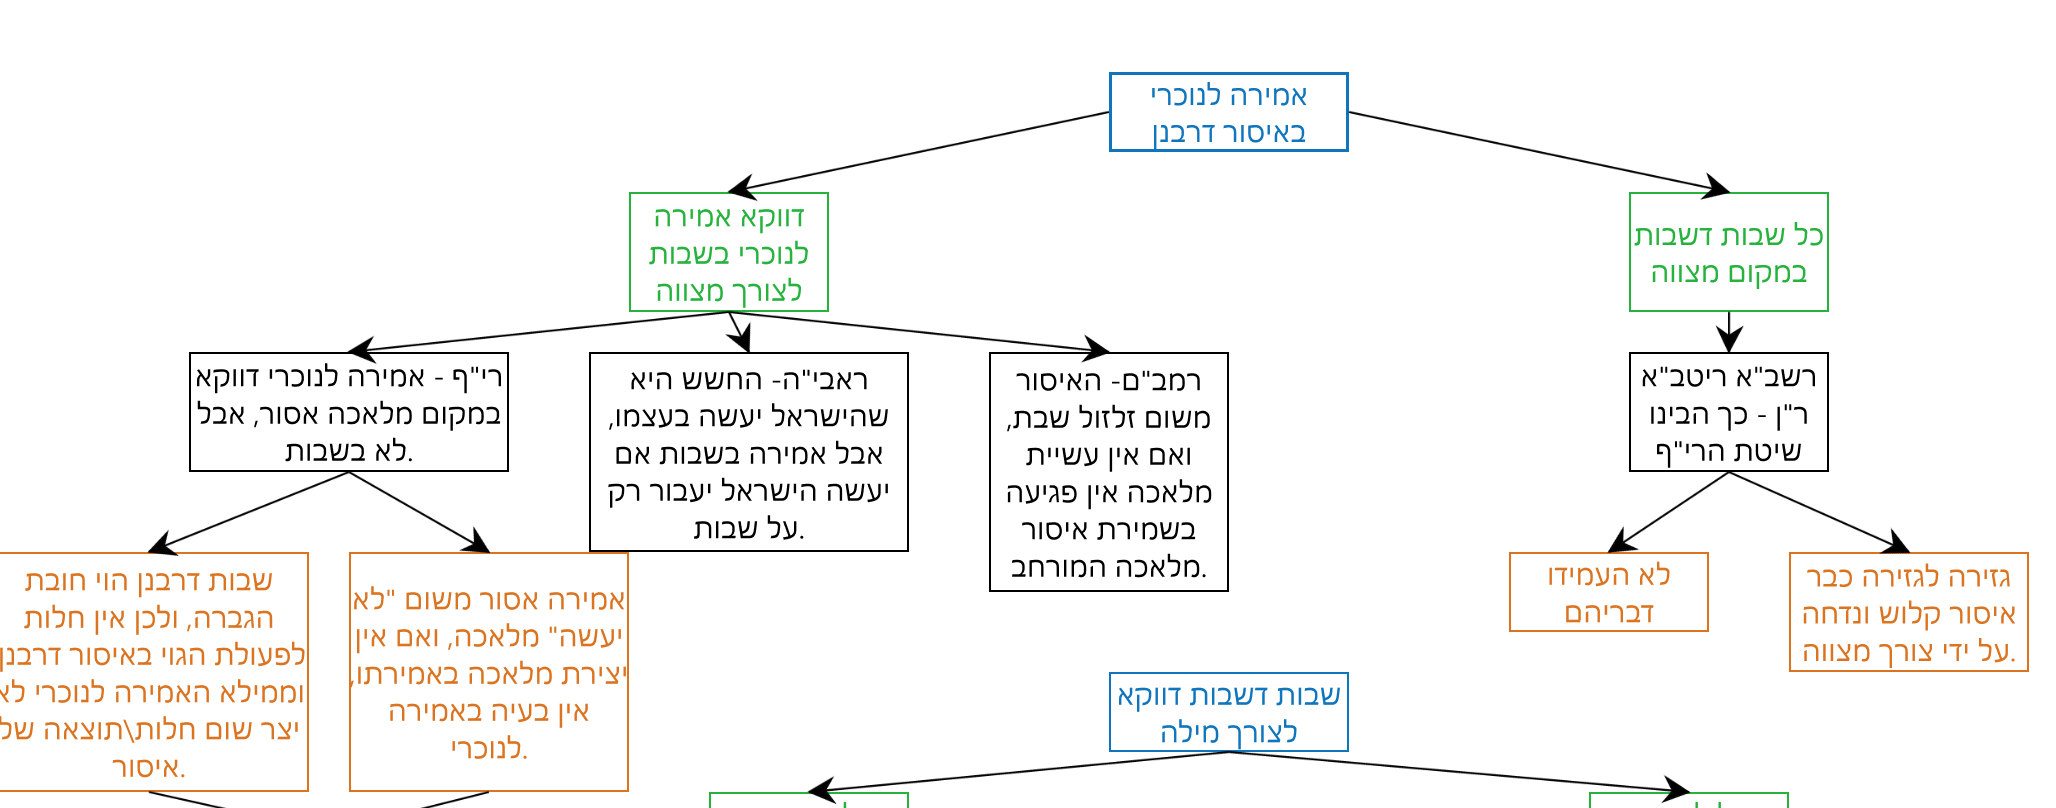 אמירה לנוכרי
באיסור דרבנן
כל שבות דשבות
במקום מצווה
דווקא אמירה
לנוכרי בשבות
לצורך מצווה
רשב"א ריטב"א
ר"ן - כך הבינו
שיטת הרי"ף
רמב"ם- האיסור
משום זלזול שבת,
ואם אין עשיית
מלאכה אין פגיעה
בשמירת איסור
מלאכה המורחב.
ראבי"ה- החשש היא
שהישראל יעשה בעצמו,
אבל אמירה בשבות אם
יעשה הישראל יעבור רק
על שבות.
רי"ף - אמירה לנוכרי דווקא
במקום מלאכה אסור, אבל
לא בשבות.
גזירה לגזירה כבר
איסור קלוש ונדחה
על ידי צורך מצווה.
לא העמידו
דבריהם
אמירה אסור משום "לא
יעשה" מלאכה, ואם אין
יצירת מלאכה באמירתו,
אין בעיה באמירה
לנוכרי.
שבות דרבנן הוי חובת
הגברה, ולכן אין חלות
לפעולת הגוי באיסור דרבנן
וממילא האמירה לנוכרי לא
יצר שום חלות\תוצאה של
איסור.
שבות דשבות דווקא
לצורך מילה